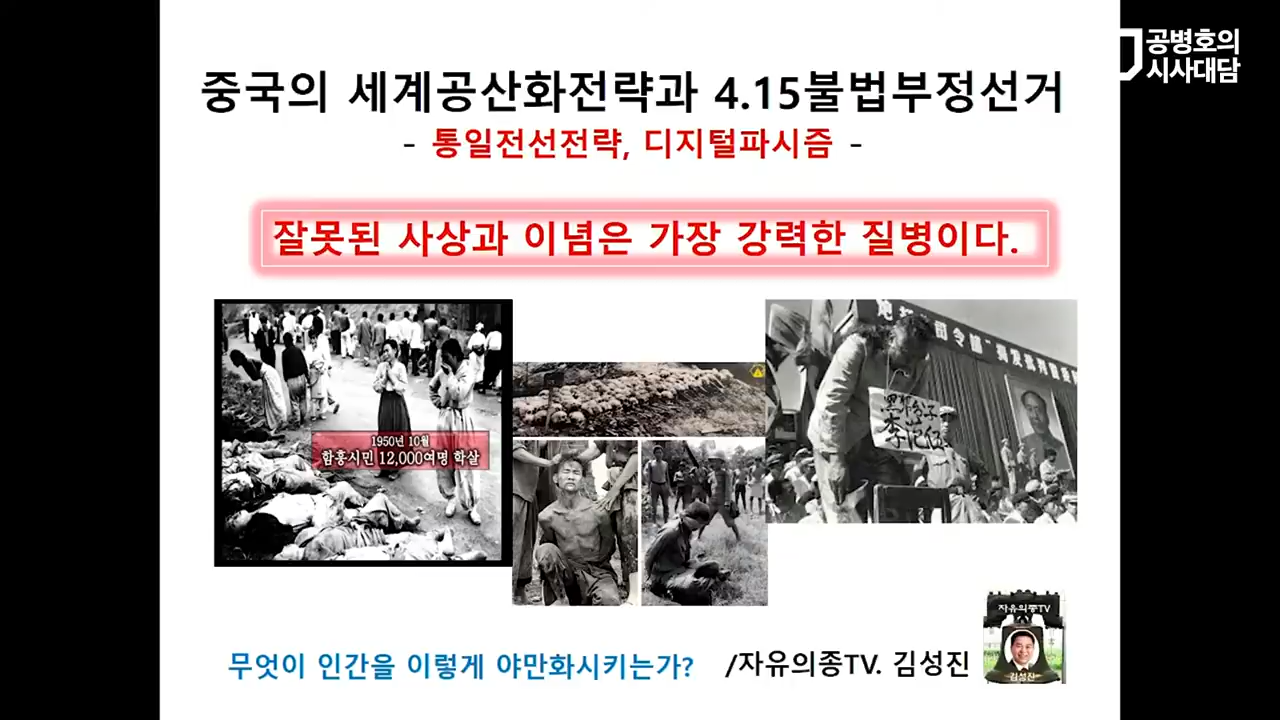 공병호의
시사대담
중국의 세계공산화전략과 4.15불법부정선거
- 통일전선전략, 디지털파시즘 -
잘못된 사상과 이념은 가장 강력한 질병이다.
1950년 10월
함흥시민 12,000여명 학살
무엇이 인간을 이렇게 야만화시키는가?
/자유의종TV. 김성진
자유의종TV
김성진